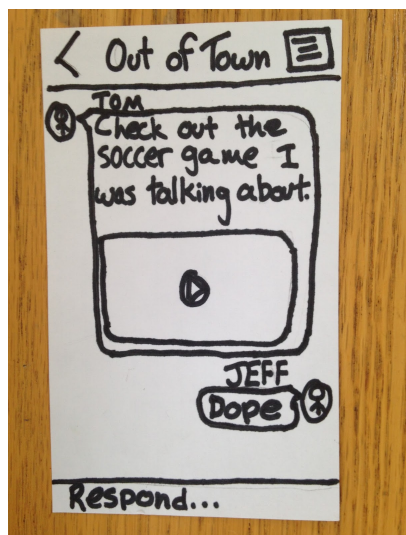 Out of Town
TOM
Check out the
soccer game I
was talking about.
JEFF
Dope
Respond...